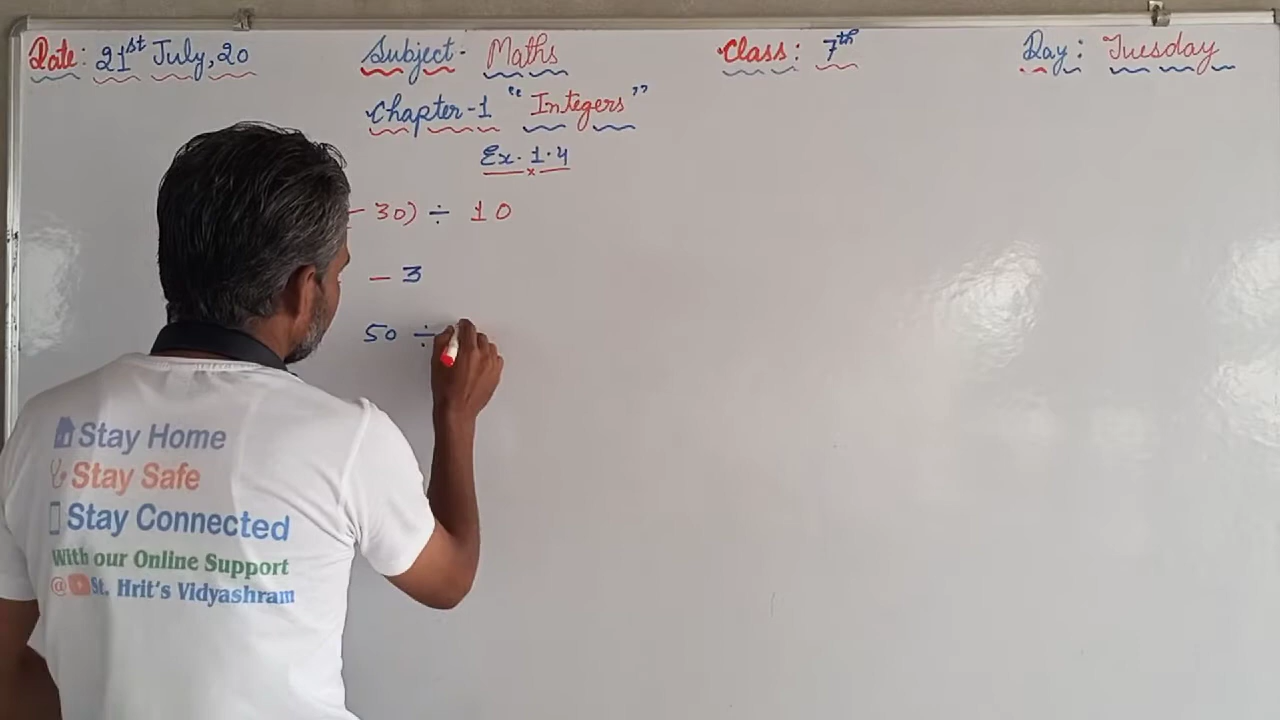 Date: 21st July, 20 Subject- Maths Class: 7th Day: Tuesday
Chapter-1 "Integers"
Ex. 1.4
- 30) ÷ 10
- 3
50 ÷
Stay Home
Stay Safe
Stay Connected
With our Online Support
@ St. Hrit's Vidyashram